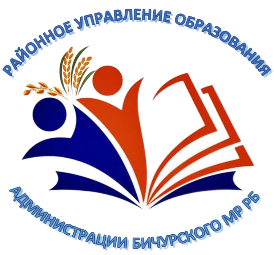 РАЙОННОЕ УПРАВЛЕНИЕ ОБРАЗОВАНИЯ
АДМИНИСТРАЦИИ БИЧУРСКОГО МР РБ